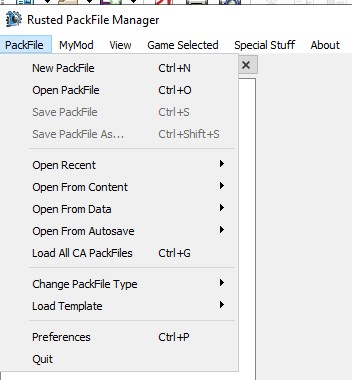 Rusted PackFile Manager
PackFile MyMod View Game Selected Special Stuff About
New PackFile Ctrl+N
Open PackFile Ctrl+O
Save PackFile Ctrl+S
Save PackFile As... Ctrl+Shift+S
Open Recent
Open From Content
Open From Data
Open From Autosave
Load All CA PackFiles Ctrl+G
Change PackFile Type
Load Template
Preferences Ctrl+P
Quit